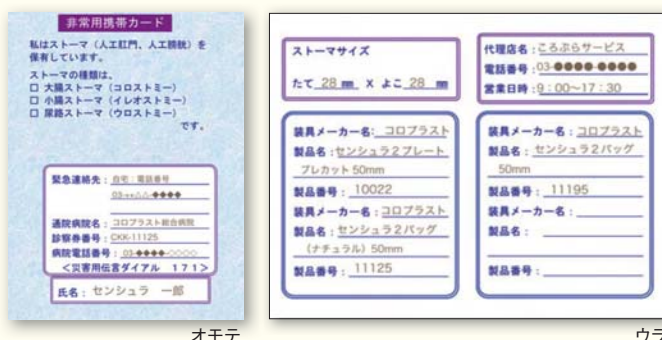 非常用携帯カード
私はストーマ（人工肛門、人工膀胱）を
保有しています。
ストーマの種類は、
□ 大腸ストーマ（コロストミー）
□ 小腸ストーマ（イレオストミー）
□ 尿路ストーマ（ウロストミー）
です。
緊急連絡先：自宅：電話番号
03-**△△-◆◆◆◆
通院病院名：コロプラスト総合病院
診察券番号：CKK-11125
病院電話番号：03-◆◆◆◆-◇◇◇◇
＜災害用伝言ダイアル 171＞
氏名：センシュラ 一郎
オモテ
ストーマサイズ
たて 28 mm X よこ 28 mm
装具メーカー名：コロプラスト
製品名：センシュラ2プレート
プレカット 50mm
製品番号：10022
装具メーカー名：コロプラスト
製品名：センシュラ2バッグ
（ナチュラル）50mm
製品番号：11125
代理店名：ころぷらサービス
電話番号：03-●●●●-●●●●
営業日時：9：00〜17：30
装具メーカー名：コロプラスト
製品名：センシュラ2バッグ
50mm
製品番号：11195
装具メーカー名：
製品名：
製品番号：
ウラ